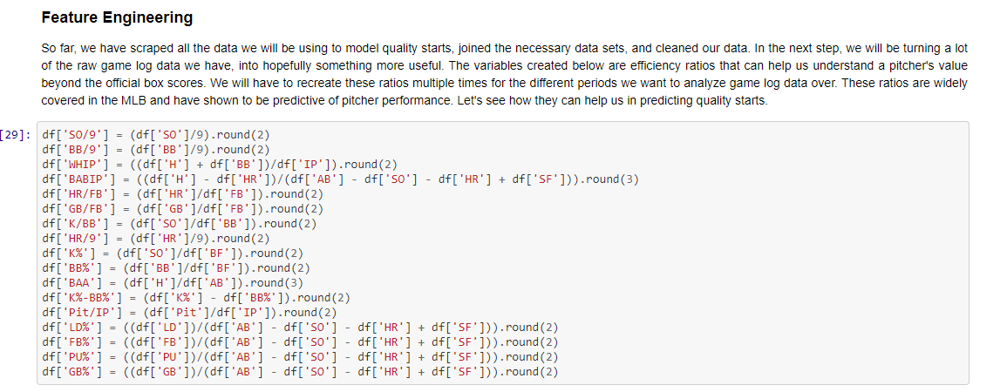 Feature Engineering
So far, we have scraped all the data we will be using to model quality starts, joined the necessary data sets, and cleaned our data. In the next step, we will be turning a lot
of the raw game log data we have, into hopefully something more useful. The variables created below are efficiency ratios that can help us understand a pitcher's value
beyond the official box scores. We will have to recreate these ratios multiple times for the different periods we want to analyze game log data over. These ratios are widely
covered in the MLB and have shown to be predictive of pitcher performance. Let's see how they can help us in predicting quality starts.
[29]: df['SO/9'] = (df['SO']/9).round(2)
df['BB/9'] = (df['BB']/9).round(2)
df['WHIP'] = ((df['H'] + df['BB'])/df['IP']).round(2)
df['BABIP'] = ((df['H'] - df['HR'])/(df['AB'] - df['SO'] - df['HR'] + df['SF'])).round(3)
df['HR/FB'] = (df['HR']/df['FB']).round(2)
df['GB/FB'] = (df['GB']/df['FB']).round(2)
df['K/BB'] = (df['SO']/df['BB']).round(2)
df['HR/9'] = (df['HR']/9).round(2)
df['K%'] = (df['SO']/df['BF']).round(2)
df['BB%'] = (df['BB']/df['BF']).round(2)
df['BAA'] = (df['H']/df['AB']).round(3)
df['K%-BB%'] = (df['K%'] - df['BB%']).round(2)
df['Pit/IP'] = (df['Pit']/df['IP']).round(2)
df['LD%'] = ((df['LD'])/(df['AB'] - df['SO'] - df['HR'] + df['SF'])).round(2)
df['FB%'] = ((df['FB'])/(df['AB'] - df['SO'] - df['HR'] + df['SF'])).round(2)
df['PU%'] = ((df['PU'])/(df['AB'] - df['SO'] - df['HR'] + df['SF'])).round(2)
df['GB%'] = ((df['GB'])/(df['AB'] - df['SO'] - df['HR'] + df['SF'])).round(2)